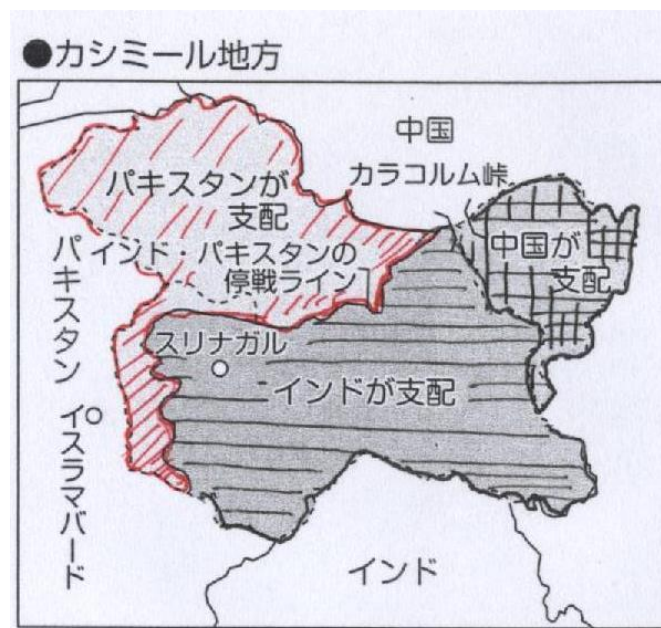 ●カシミール地方
中国
カラコルム峠
パキスタンが
支配
中国が
支配
インド・パキスタンの
停戦ライン
パキスタン
スリナガル
インドが支配
イスラマバード
インド